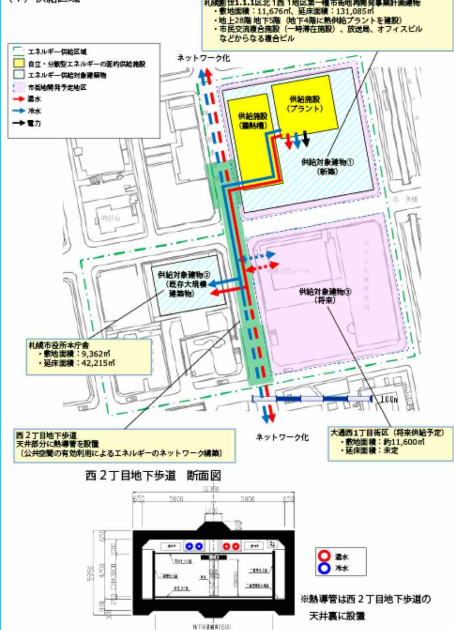 札幌創世1.1.1区北1西1地区第一種市街地再開発事業計画建物
・敷地面積：11,676㎡、延床面積：131,085㎡
・地上28階 地下5階（地下4階に熱供給プラントを建設）
・市民交流複合施設（一時滞在施設）、放送局、オフィスビル
などからなる複合ビル
エネルギー供給区域
自立・分散型エネルギーの面的供給施設
エネルギー供給対象建築物
市街地開発予定地区
温水
冷水
電力
ネットワーク化
供給施設
（プラント）
供給施設
（蓄熱槽）
供給対象建物①
（新築）
供給対象建物②
（既存大規模
建築物）
供給対象建物③
（将来）
札幌市役所本庁舎
・敷地面積：9,362㎡
・延床面積：42,215㎡
100m
西２丁目地下歩道
天井部分に熱導管を設置
（公共空間の有効利用によるエネルギーのネットワーク構築）
ネットワーク化
大通西1丁目街区（将来供給予定）
・敷地面積：約11,600㎡
・延床面積：未定
西２丁目地下歩道　断面図
11300
650 5000 5000 650
温水
冷水
※熱導管は西２丁目地下歩道の
天井裏に設置